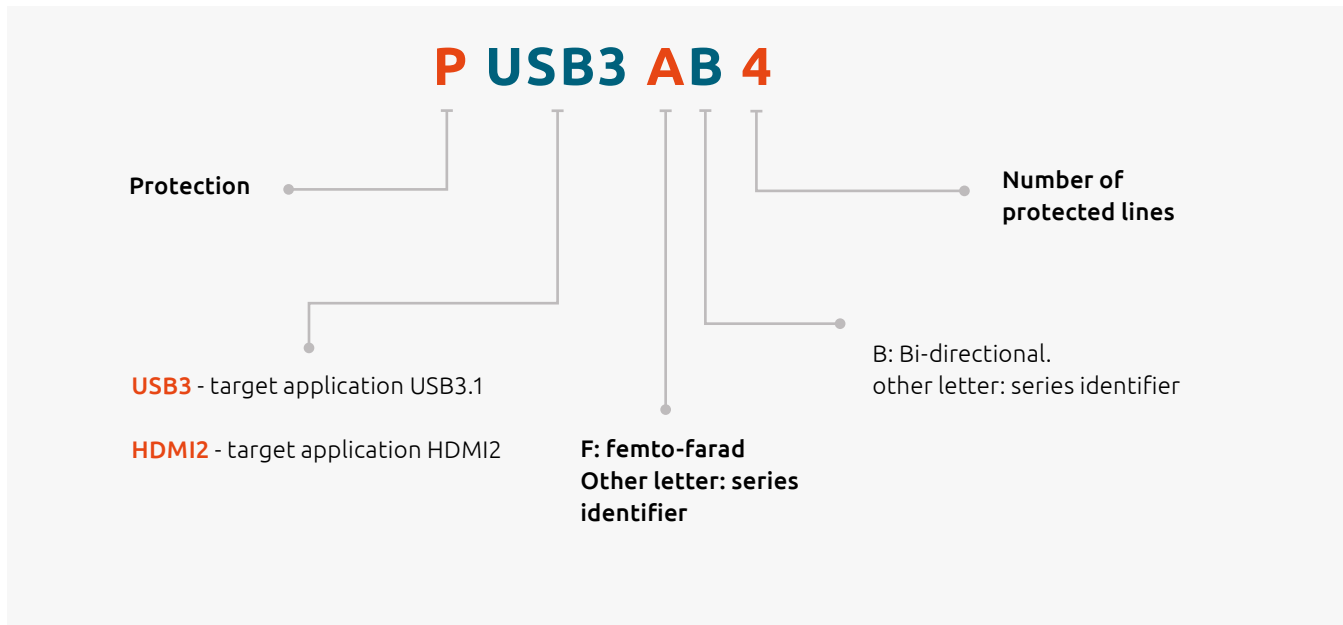 P USB3 AB 4
Protection
Number of
protected lines
B: Bi-directional.
other letter: series identifier
USB3 - target application USB3.1
HDMI2 - target application HDMI2
F: femto-farad
Other letter: series
identifier